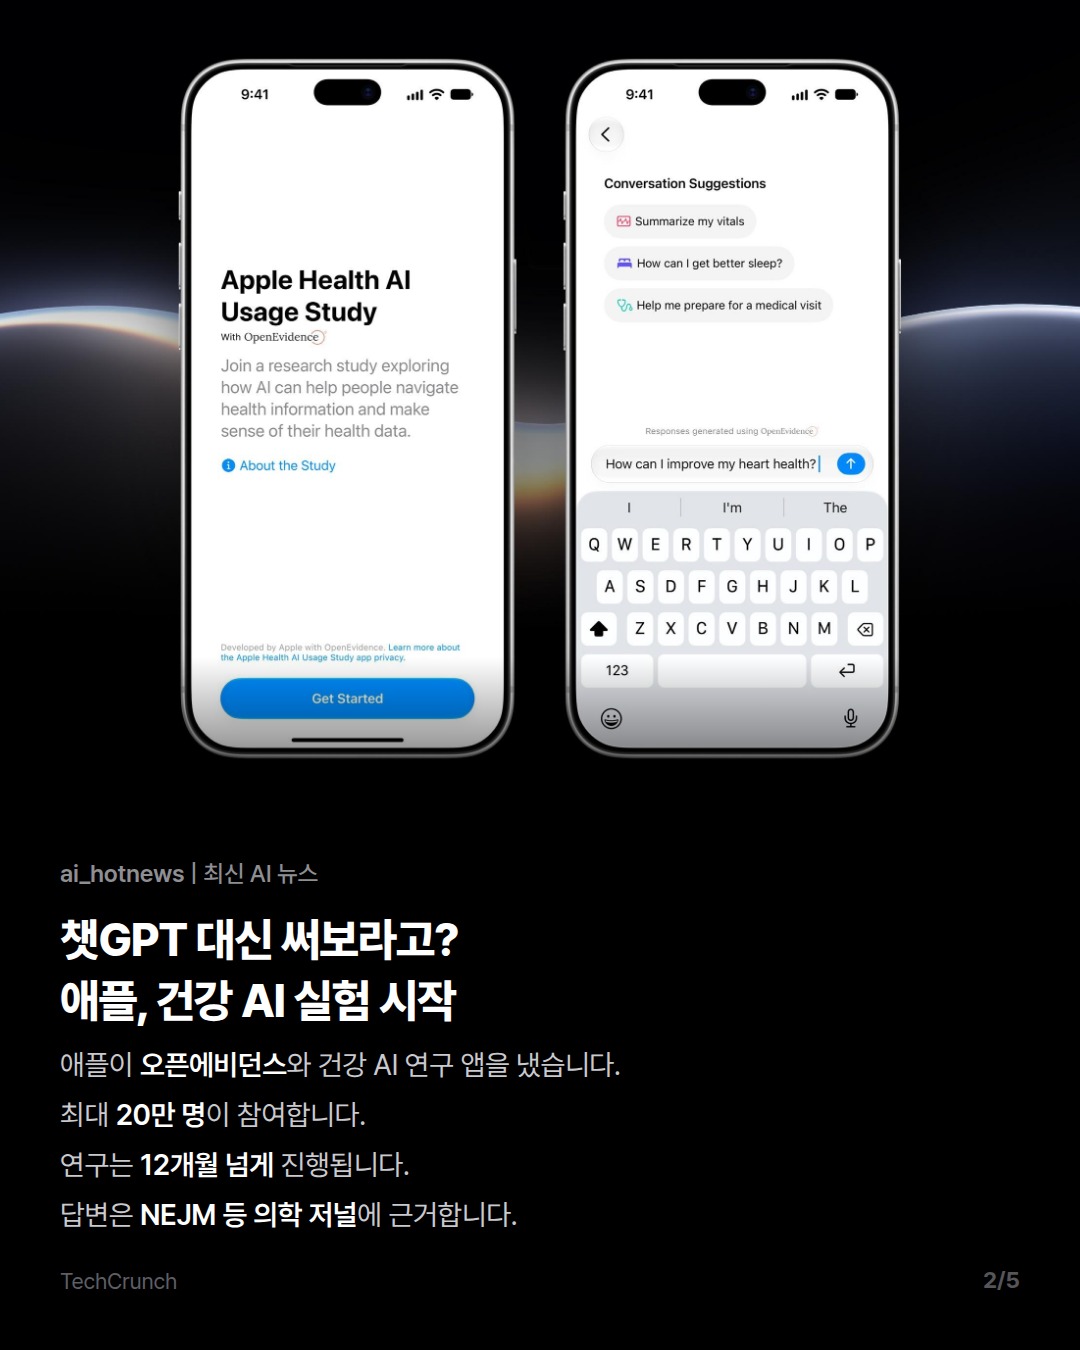 9:41
Apple Health AI
Usage Study
With OpenEvidence
Join a research study exploring
how AI can help people navigate
health information and make
sense of their health data.
About the Study
Developed by Apple with OpenEvidence. Learn more about
the Apple Health AI Usage Study app privacy.
Get Started
9:41
Conversation Suggestions
Summarize my vitals
How can I get better sleep?
Help me prepare for a medical visit
Responses generated using OpenEvidence
How can I improve my heart health?
I I'm The
Q W E R T Y U I O P
A S D F G H J K L
Z X C V B N M
123
ai_hotnews | 최신 AI 뉴스
챗GPT 대신 써보라고?
애플, 건강 AI 실험 시작
애플이 오픈에비던스와 건강 AI 연구 앱을 냈습니다.
최대 20만 명이 참여합니다.
연구는 12개월 넘게 진행됩니다.
답변은 NEJM 등 의학 저널에 근거합니다.
TechCrunch
2/5